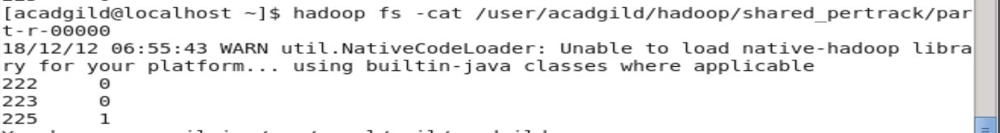 [acadgild@localhost ~]$ hadoop fs -cat /user/acadgild/hadoop/shared_pertrack/par
t-r-00000
18/12/12 06:55:43 WARN util.NativeCodeLoader: Unable to load native-hadoop libra
ry for your platform... using builtin-java classes where applicable
222 0
223 0
225 1